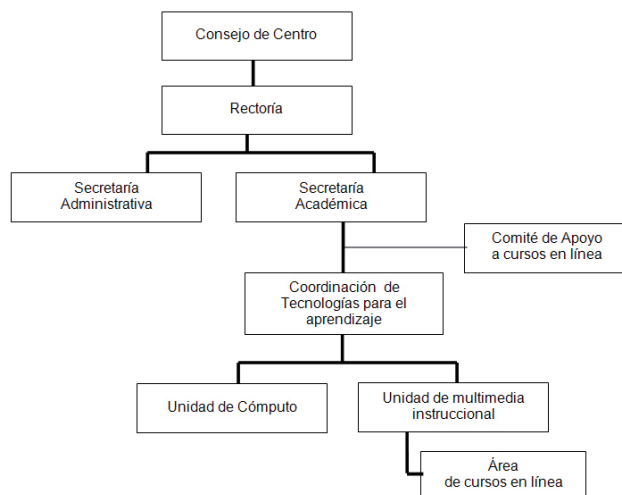 Consejo de Centro
Rectoría
Secretaría
Administrativa
Secretaría
Académica
Comité de Apoyo
a cursos en línea
Coordinación de
Tecnologías para el
aprendizaje
Unidad de Cómputo
Unidad de multimedia
instruccional
Área
de cursos en línea